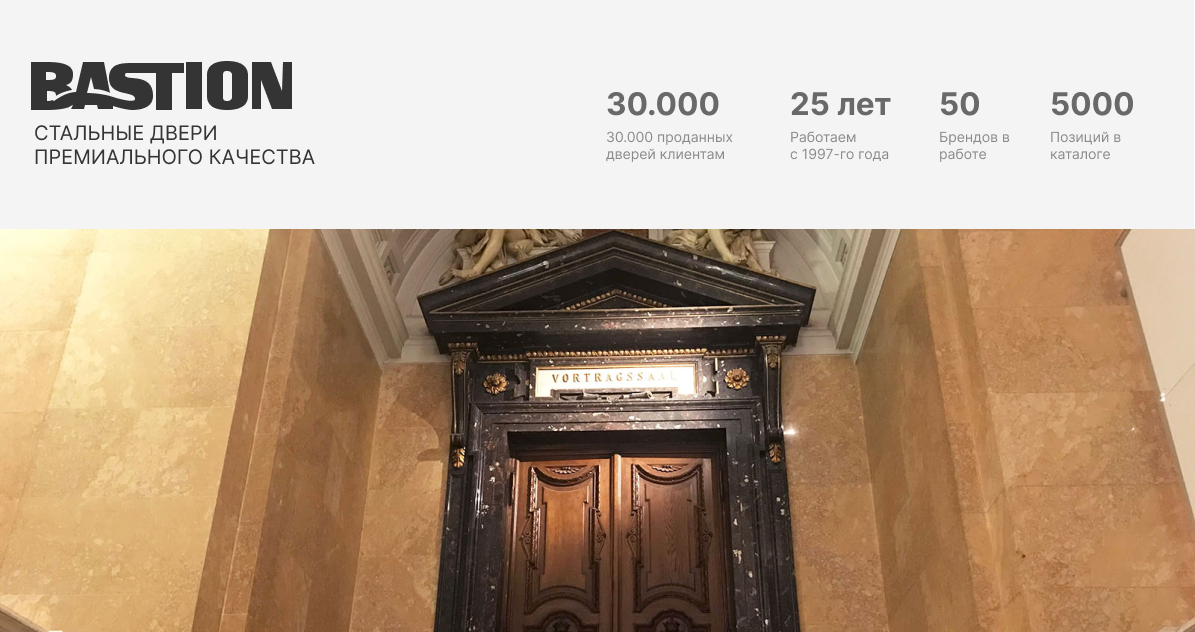 BASTION
СТАЛЬНЫЕ ДВЕРИ
ПРЕМИАЛЬНОГО КАЧЕСТВА
30.000
30.000 проданных
дверей клиентам
25 лет
Работаем
с 1997-го года
50
Брендов в
работе
5000
Позиций в
каталоге
VORTRAGSSAAL